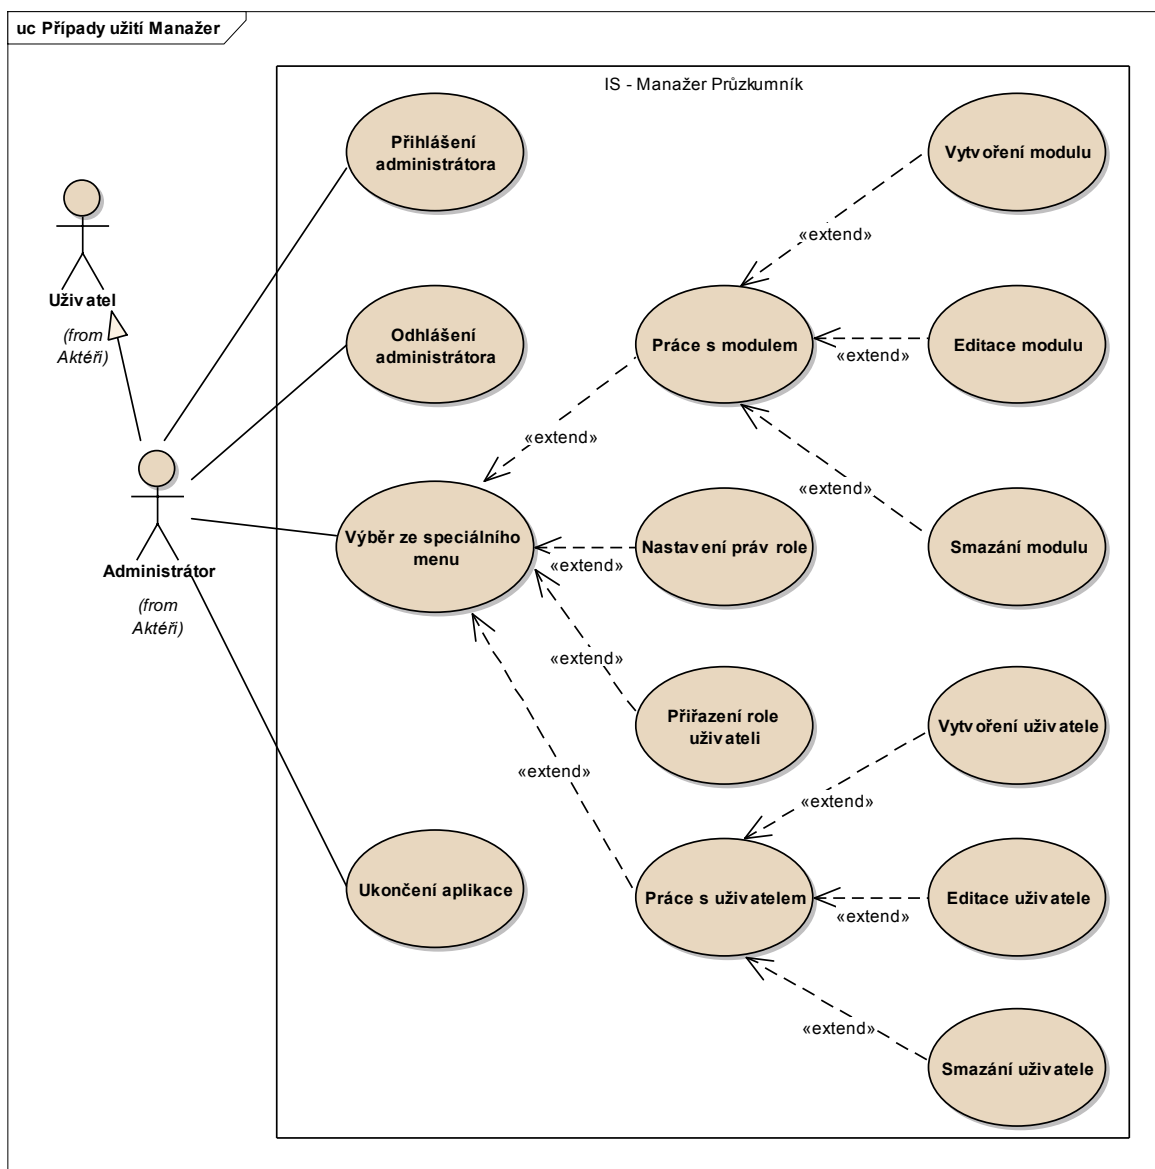 uc Případy užití Manažer
IS - Manažer Průzkumník
Přihlášení
administrátora
Vytvoření modulu
Uživatel
(from
Aktéři)
«extend»
Odhlášení
administrátora
Práce s modulem
«extend»
Editace modulu
«extend»
«extend»
Administrátor
(from
Aktéři)
Výběr ze speciálního
menu
«extend»
Nastavení práv role
Smazání modulu
«extend»
Přiřazení role
uživateli
Vytvoření uživatele
«extend»
«extend»
Ukončení aplikace
Práce s uživatelem
«extend»
Editace uživatele
«extend»
Smazání uživatele